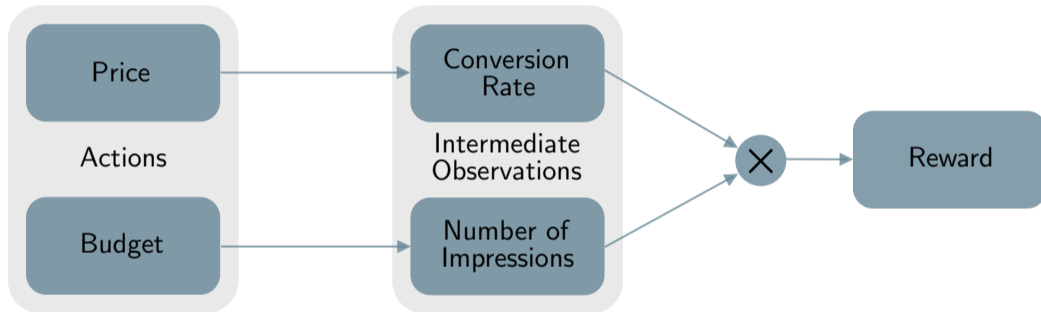 Price
Actions
Budget
Conversion
Rate
Intermediate
Observations
Number of
Impressions
×
Reward